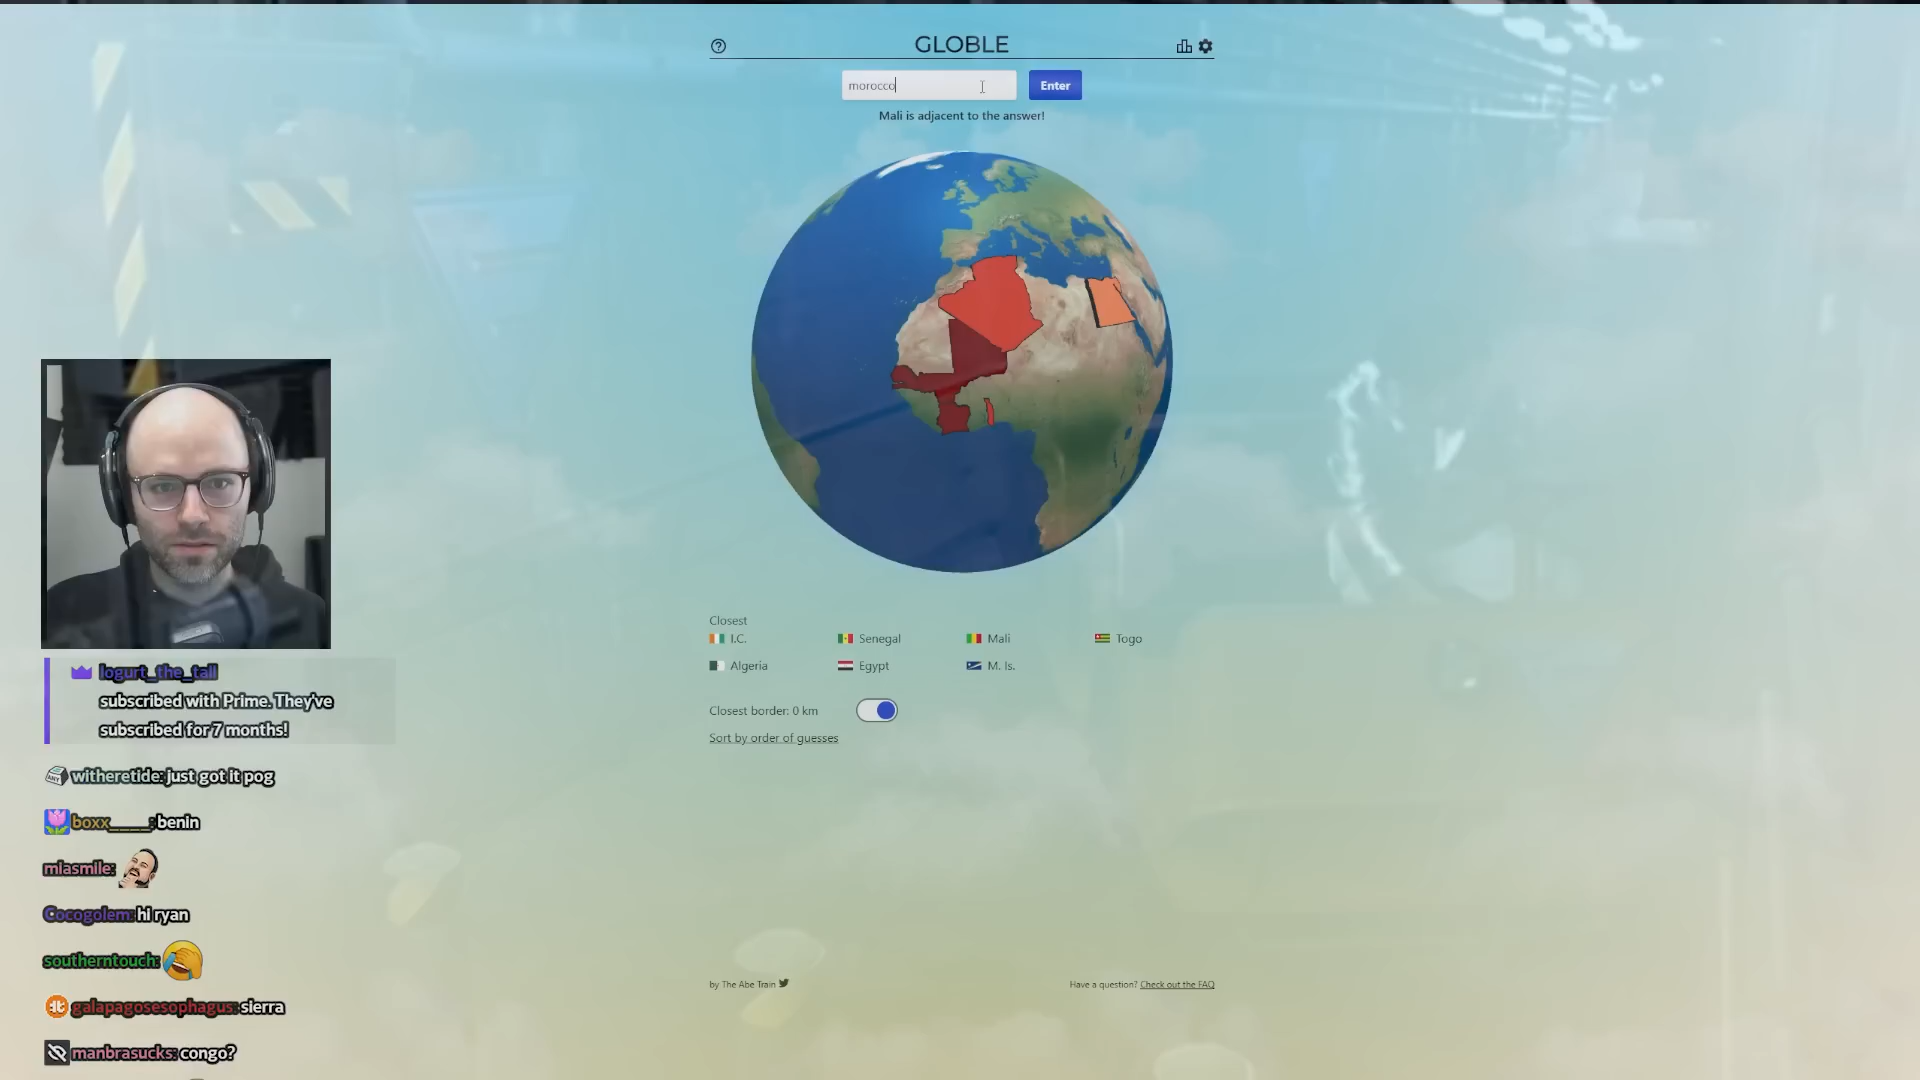 GLOBLE
morocco
Enter
Mali is adjacent to the answer!
Closest
I.C.
Senegal
Mali
Togo
Algeria
Egypt
M. Is.
Closest border: 0 km
Sort by order of guesses
by The Abe Train
Have a question? Check out the FAQ
logurt_the_tall
subscribed with Prime. They've
subscribed for 7 months!
witheretide: just got it pog
boxx____: benin
miasmile:
Cocogolem: hi ryan
southerntouch:
galapagosesophagus: sierra
manbrasucks: congo?